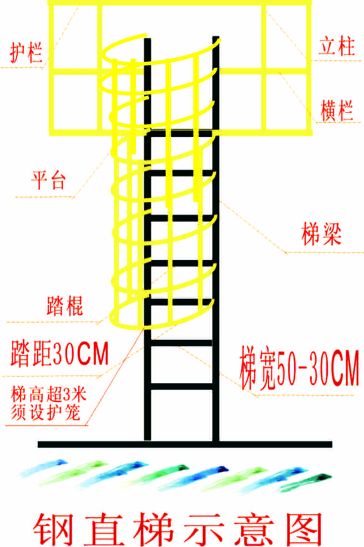 护栏
立柱
横栏
平台
梯梁
踏棍
踏距30CM
梯宽50-30CM
梯高超3米
须设护笼
钢直梯示意图